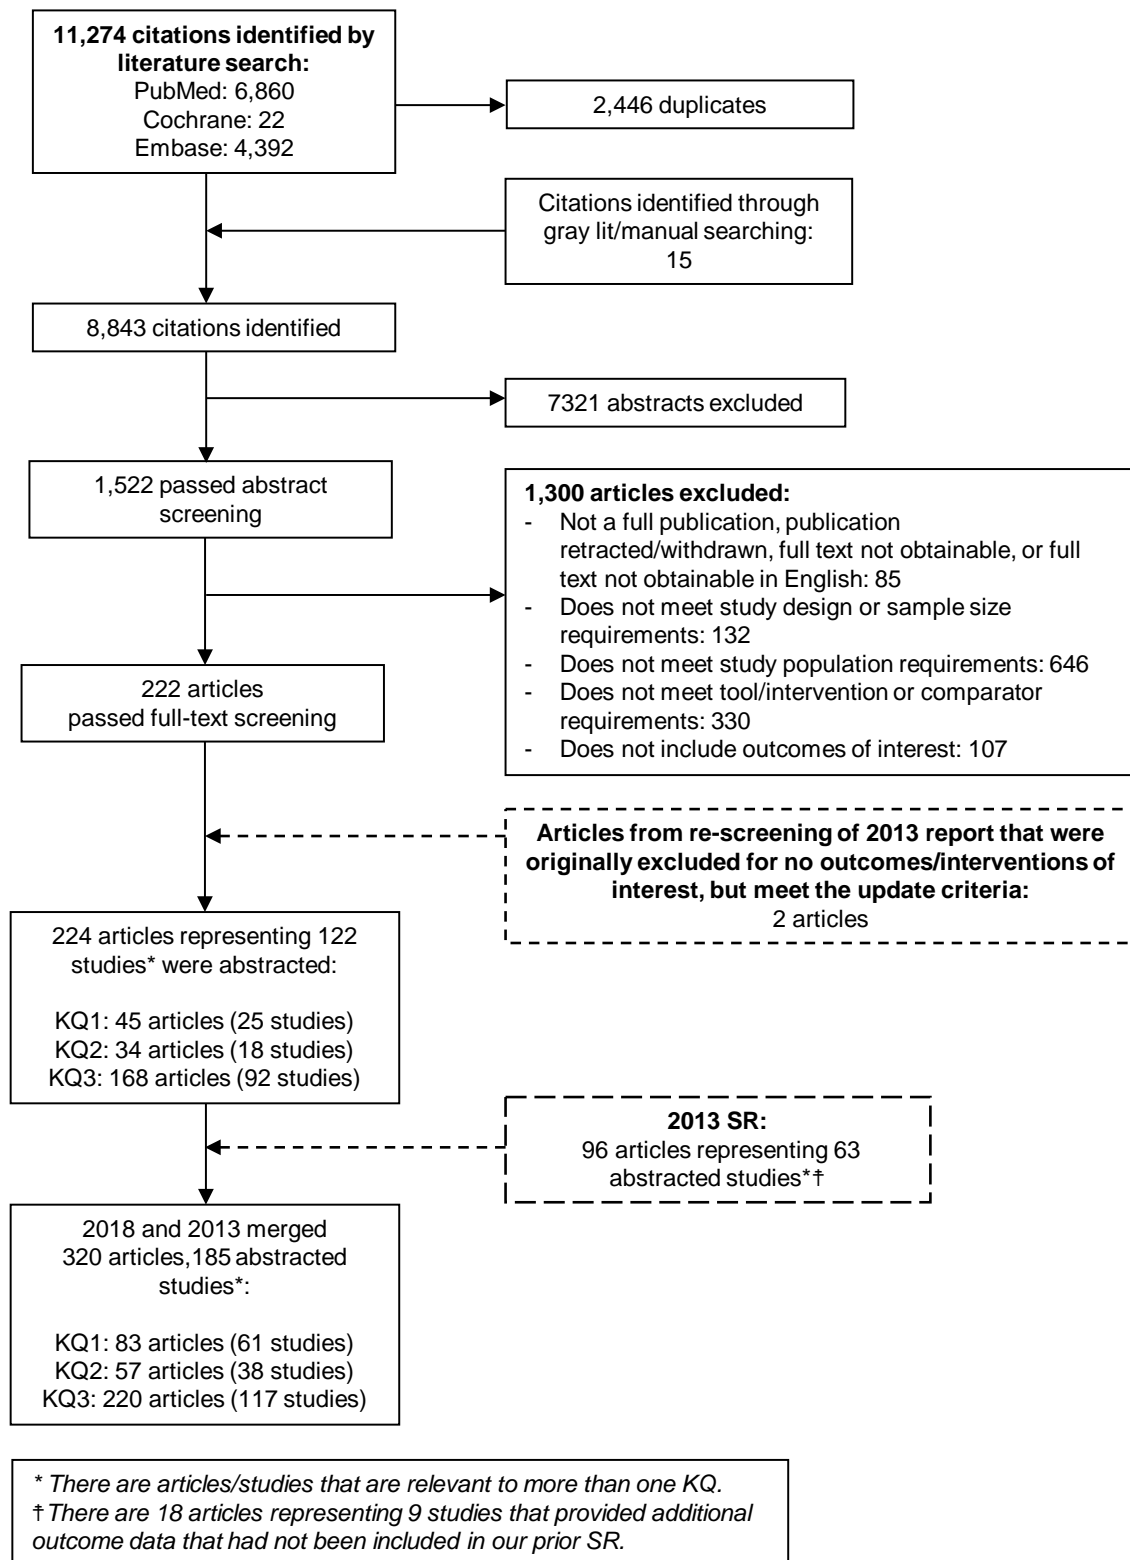 11,274 citations identified by
literature search:
PubMed: 6,860
Cochrane: 22
Embase: 4,392
2,446 duplicates
Citations identified through
gray lit/manual searching:
15
8,843 citations identified
7321 abstracts excluded
1,522 passed abstract
screening
1,300 articles excluded:
- Not a full publication, publication
retracted/withdrawn, full text not obtainable, or full
text not obtainable in English: 85
- Does not meet study design or sample size
requirements: 132
- Does not meet study population requirements: 646
- Does not meet tool/intervention or comparator
requirements: 330
- Does not include outcomes of interest: 107
222 articles
passed full-text screening
Articles from re-screening of 2013 report that were
originally excluded for no outcomes/interventions of
interest, but meet the update criteria:
2 articles
224 articles representing 122
studies* were abstracted:
KQ1: 45 articles (25 studies)
KQ2: 34 articles (18 studies)
KQ3: 168 articles (92 studies)
2013 SR:
96 articles representing 63
abstracted studies*†
2018 and 2013 merged
320 articles,185 abstracted
studies*:
KQ1: 83 articles (61 studies)
KQ2: 57 articles (38 studies)
KQ3: 220 articles (117 studies)
* There are articles/studies that are relevant to more than one KQ.
†There are 18 articles representing 9 studies that provided additional
outcome data that had not been included in our prior SR.